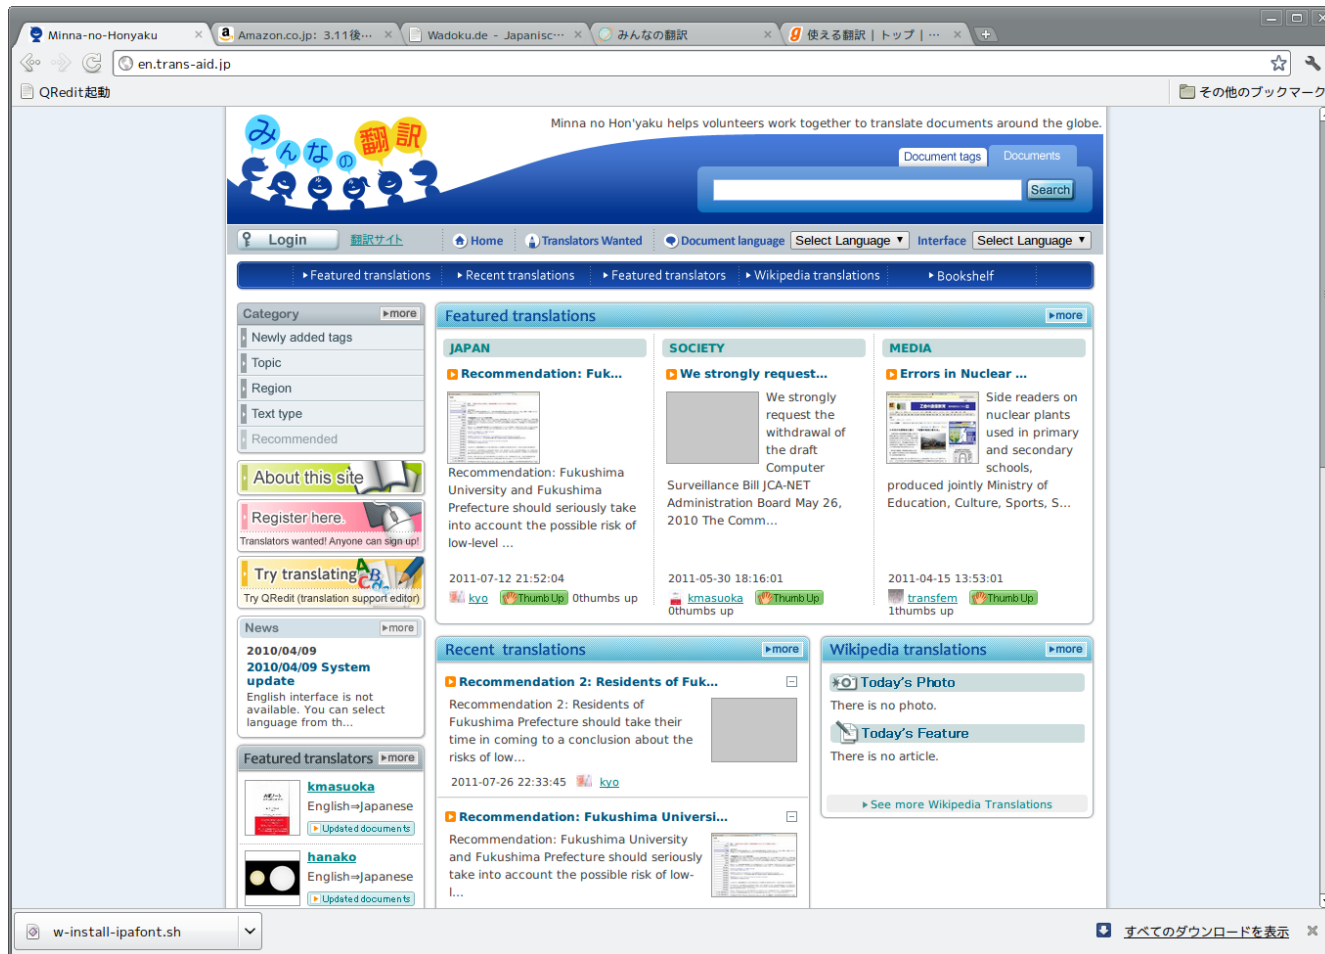 Minna-no-Honyaku
Amazon.co.jp: 3.11後…
Wadoku.de - Japanisc…
みんなの翻訳
使える翻訳 | トップ | …
en.trans-aid.jp
QRedit起動
その他のブックマーク
みんなの翻訳
Minna no Hon'yaku helps volunteers work together to translate documents around the globe.
Document tags
Documents
Search
Login
翻訳サイト
Home
Translators Wanted
Document language
Select Language
Interface
Select Language
Featured translations
Recent translations
Featured translators
Wikipedia translations
Bookshelf
Category
more
Newly added tags
Topic
Region
Text type
Recommended
About this site
Register here.
Translators wanted! Anyone can sign up!
Try translating
Try QRedit (translation support editor)
News
more
2010/04/09
2010/04/09 System
update
English interface is not
available. You can select
language from th...
Featured translators
more
kmasuoka
English⇒Japanese
Updated documents
hanako
English⇒Japanese
Updated documents
Featured translations
more
JAPAN
Recommendation: Fuk...
Recommendation: Fukushima
University and Fukushima
Prefecture should seriously take
into account the possible risk of
low-level ...
2011-07-12 21:52:04
kyo
Thumb Up
0thumbs up
SOCIETY
We strongly request...
We strongly
request the
withdrawal of
the draft
Computer
Surveillance Bill JCA-NET
Administration Board May 26,
2010 The Comm...
2011-05-30 18:16:01
kmasuoka
Thumb Up
0thumbs up
MEDIA
Errors in Nuclear ...
Side readers on
nuclear plants
used in primary
and secondary
schools,
produced jointly Ministry of
Education, Culture, Sports, S...
2011-04-15 13:53:01
transfem
Thumb Up
1thumbs up
Recent translations
more
Recommendation 2: Residents of Fuk...
Recommendation 2: Residents of
Fukushima Prefecture should take their
time in coming to a conclusion about the
risks of low...
2011-07-26 22:33:45
kyo
Recommendation: Fukushima Universi...
Recommendation: Fukushima University
and Fukushima Prefecture should seriously
take into account the possible risk of low-
l...
Wikipedia translations
more
Today's Photo
There is no photo.
Today's Feature
There is no article.
See more Wikipedia Translations
w-install-ipafont.sh
すべてのダウンロードを表示